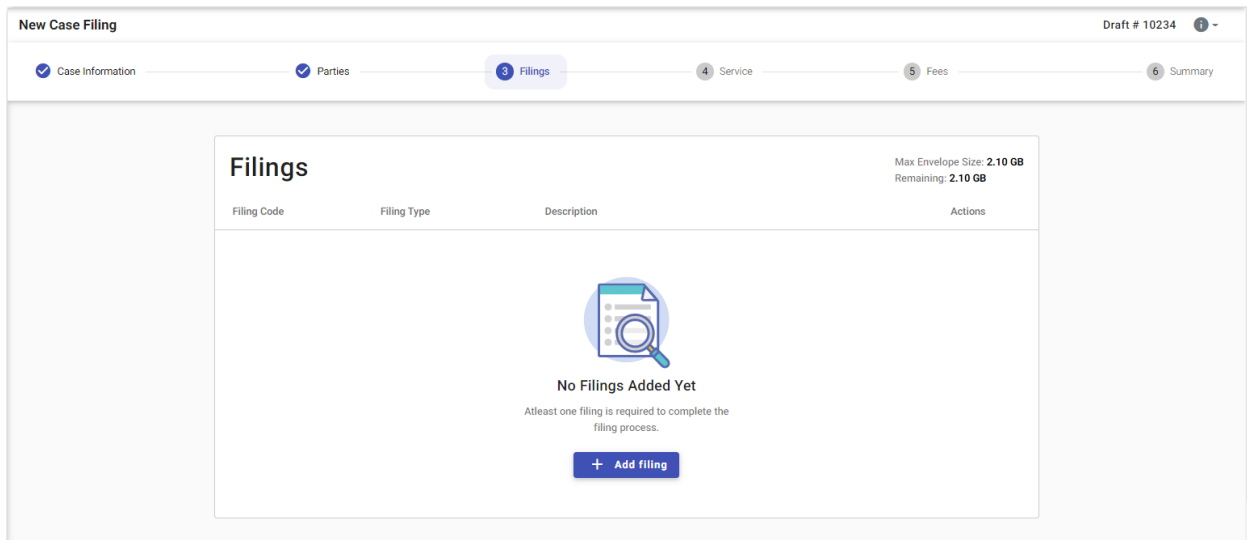 New Case Filing
Draft # 10234
Case Information
Parties
3 Filings
4 Service
5 Fees
6 Summary
Filings
Max Envelope Size: 2.10 GB
Remaining: 2.10 GB
Filing Code Filing Type Description Actions
No Filings Added Yet
Atleast one filing is required to complete the
filing process.
+ Add filing